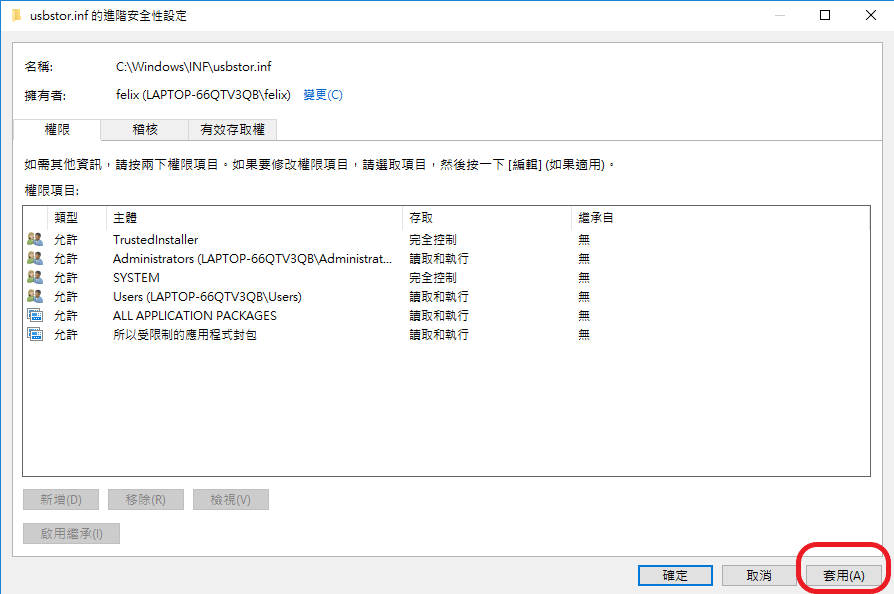 usbstor.inf 的進階安全性設定
名稱: C:\Windows\INF\usbstor.inf
擁有者: felix (LAPTOP-66QTV3QB\felix) 變更(C)
權限 稽核 有效存取權
如需其他資訊，請按兩下權限項目。如果要修改權限項目，請選取項目，然後按一下 [編輯] (如果適用)。
權限項目:
類型 主體 存取 繼承自
允許 TrustedInstaller 完全控制 無
允許 Administrators (LAPTOP-66QTV3QB\Administrat... 讀取和執行 無
允許 SYSTEM 完全控制 無
允許 Users (LAPTOP-66QTV3QB\Users) 讀取和執行 無
允許 ALL APPLICATION PACKAGES 讀取和執行 無
允許 所以受限制的應用程式封包 讀取和執行 無
新增(D) 移除(R) 檢視(V)
啟用繼承(I)
確定 取消 套用(A)